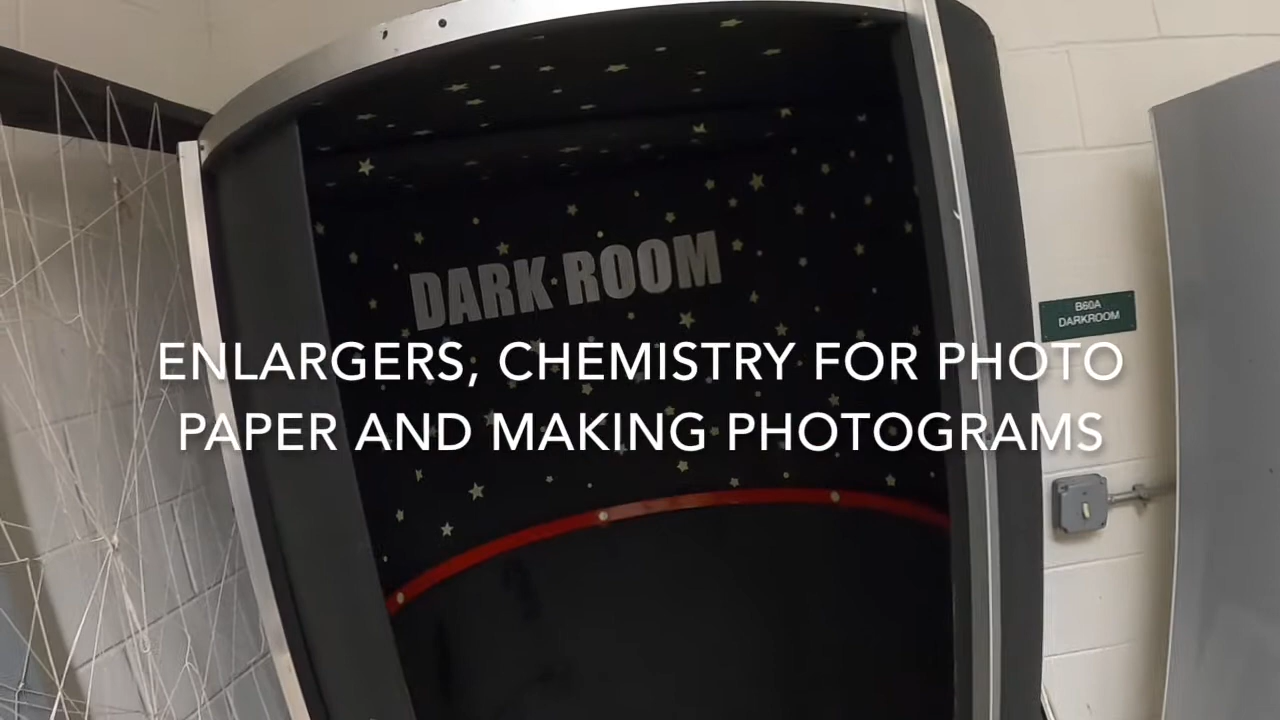 DARK ROOM
B60A
DARKROOM
ENLARGERS, CHEMISTRY FOR PHOTO
PAPER AND MAKING PHOTOGRAMS